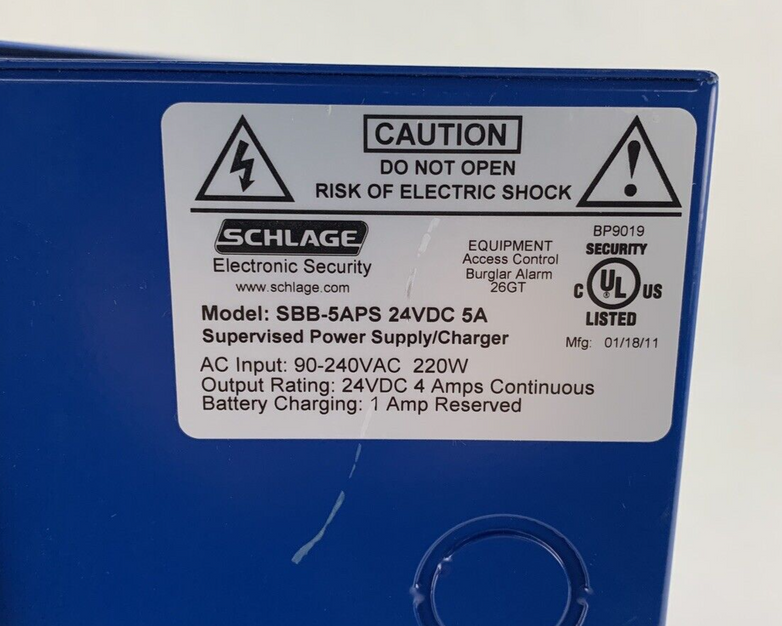 CAUTION
DO NOT OPEN
RISK OF ELECTRIC SHOCK
SCHLAGE
Electronic Security
www.schlage.com
EQUIPMENT
Access Control
Burglar Alarm
26GT
BP9019
SECURITY
C UL US
LISTED
Mfg: 01/18/11
Model: SBB-5APS 24VDC 5A
Supervised Power Supply/Charger
AC Input: 90-240VAC 220W
Output Rating: 24VDC 4 Amps Continuous
Battery Charging: 1 Amp Reserved